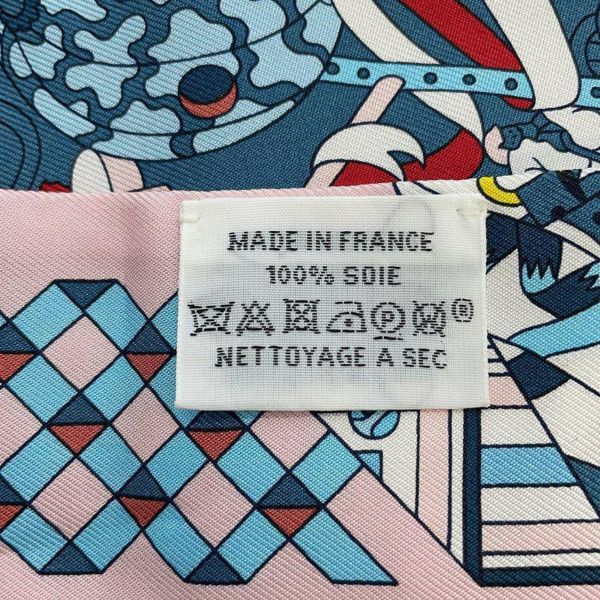 MADE IN FRANCE
100% SOIE
P ®
NETTOYAGE A SEC